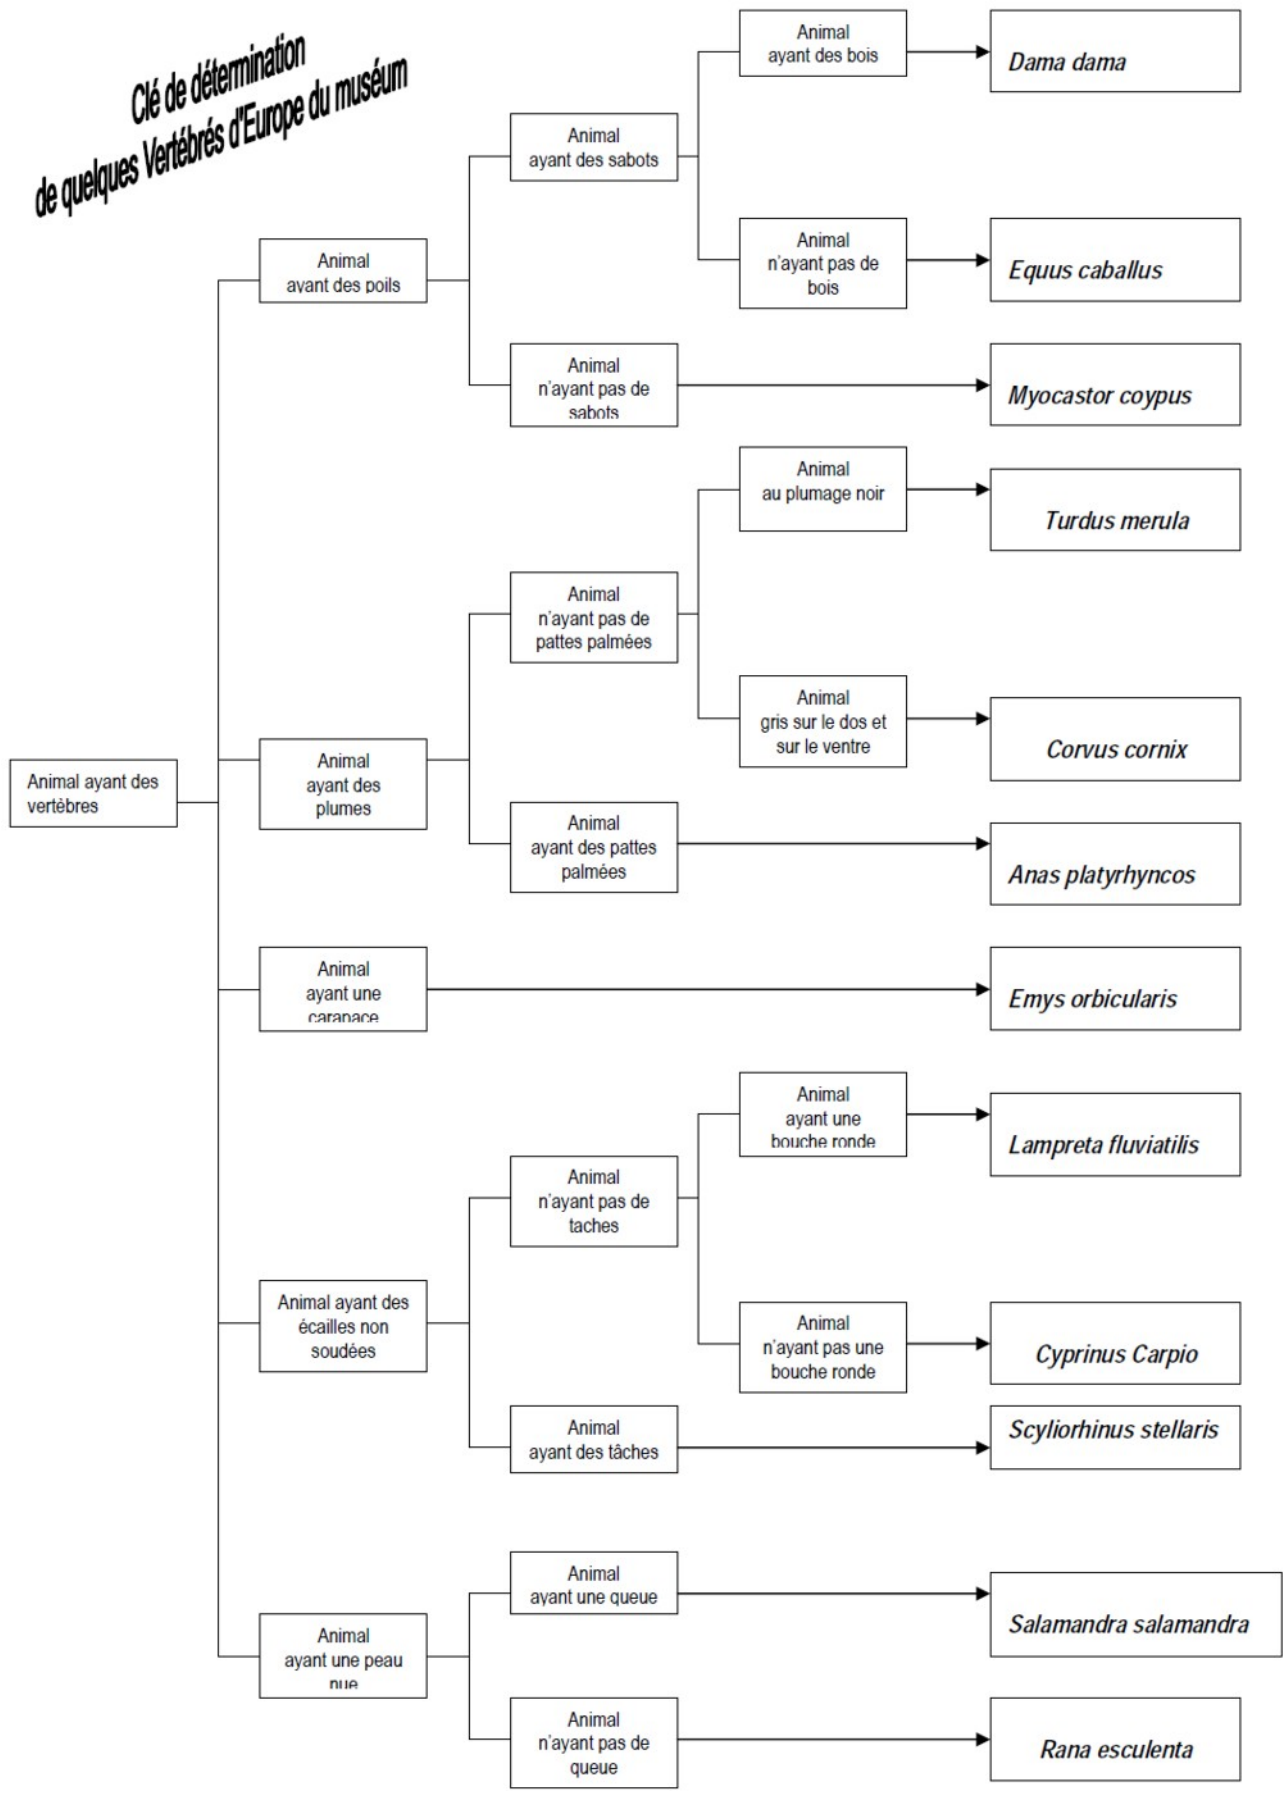 Clé de détermination
de quelques Vertébrés d'Europe du muséum
Animal
ayant des bois
Dama dama
Animal
ayant des sabots
Animal
n'ayant pas de
bois
Equus caballus
Animal
ayant des poils
Animal
n'ayant pas de
sabots
Myocastor coypus
Animal
au plumage noir
Turdus merula
Animal
n'ayant pas de
pattes palmées
Animal
gris sur le dos et
sur le ventre
Corvus cornix
Animal ayant des
vertèbres
Animal
ayant des
plumes
Animal
ayant des pattes
palmées
Anas platyrhyncos
Animal
ayant une
carapace
Emys orbicularis
Animal
ayant une
bouche ronde
Lampreta fluviatilis
Animal
n'ayant pas de
taches
Animal ayant des
écailles non
soudées
Animal
n'ayant pas une
bouche ronde
Cyprinus Carpio
Animal
ayant des tâches
Scyliorhinus stellaris
Animal
ayant une queue
Salamandra salamandra
Animal
ayant une peau
nue
Animal
n'ayant pas de
queue
Rana esculenta